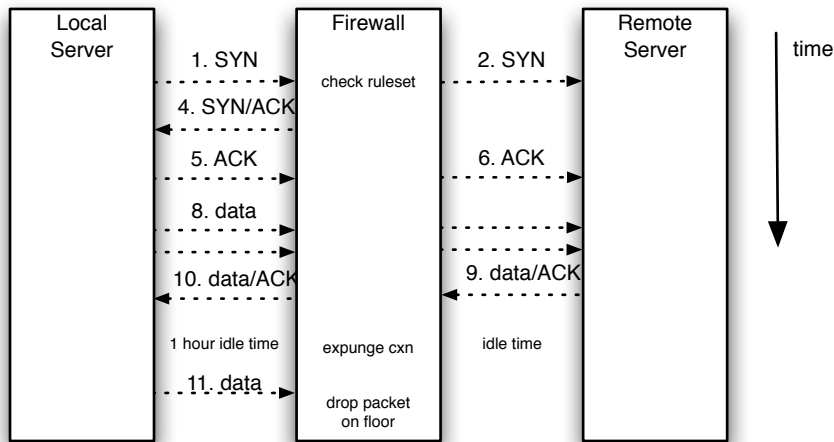 Local
Server
Firewall
Remote
Server
time
1. SYN
2. SYN
check ruleset
4. SYN/ACK
5. ACK
6. ACK
8. data
9. data/ACK
10. data/ACK
1 hour idle time
expunge cxn
idle time
11. data
drop packet
on floor